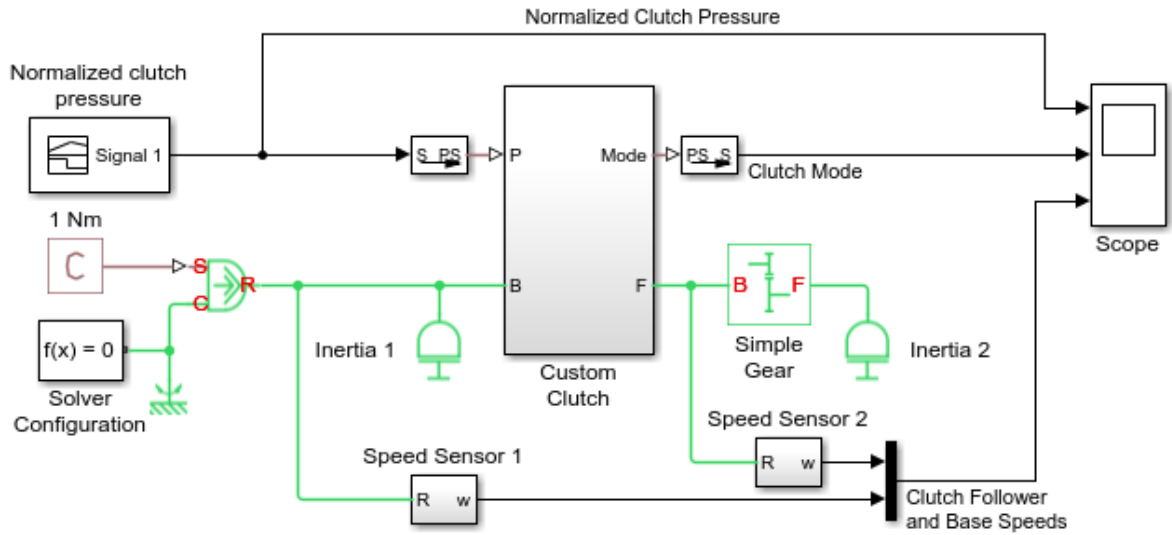 Normalized Clutch Pressure
Normalized clutch
pressure
Signal 1
S PS
P
Mode
PS S
Clutch Mode
Scope
1 Nm
C
S
C
R
B
F
B
F
f(x) = 0
Solver
Configuration
Inertia 1
Custom
Clutch
Simple
Gear
Inertia 2
Speed Sensor 1
R w
Speed Sensor 2
R w
Clutch Follower
and Base Speeds